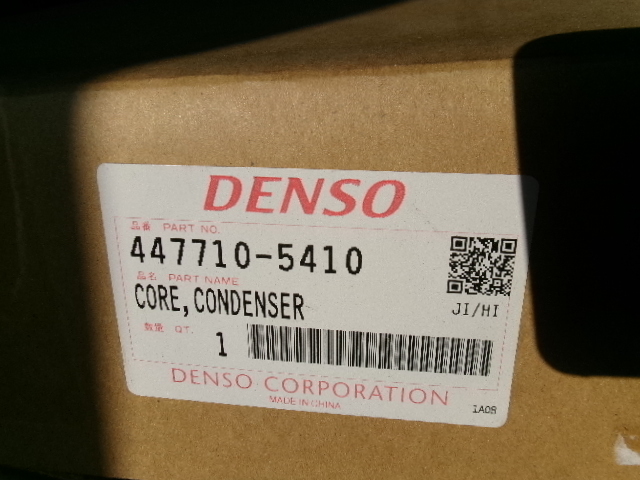 DENSO
品番 PART NO.
447710-5410
品名 PART NAME
CORE,CONDENSER
JI/HI
数量 QT.
1
DENSO CORPORATION
MADE IN CHINA
1A0B